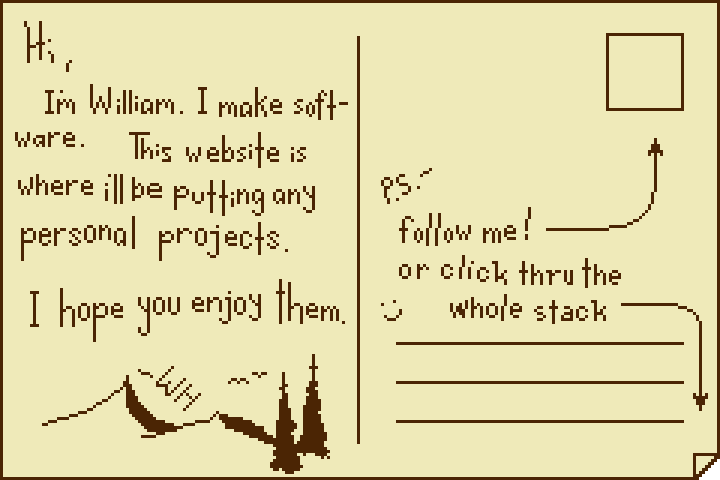 Hi,
I'm William. I make soft-
ware. This website is
where i'll be putting any
personal projects.
I hope you enjoy them.
WH
P.S.-
follow me!
or click thru the
whole stack